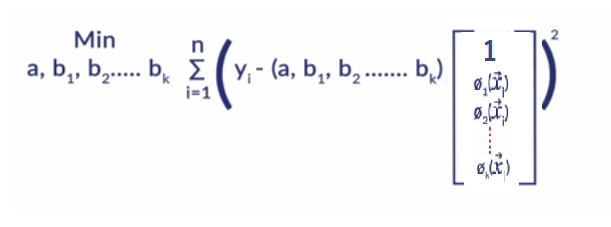 Min
a, b₁, b₂..... bₖ
n
Σ
i=1
( yᵢ - (a, b₁, b₂ ....... bₖ)
[ 1
ø₁(x⃗ᵢ)
ø₂(x⃗ᵢ)
⋮
øₖ(x⃗ᵢ) ]
)²